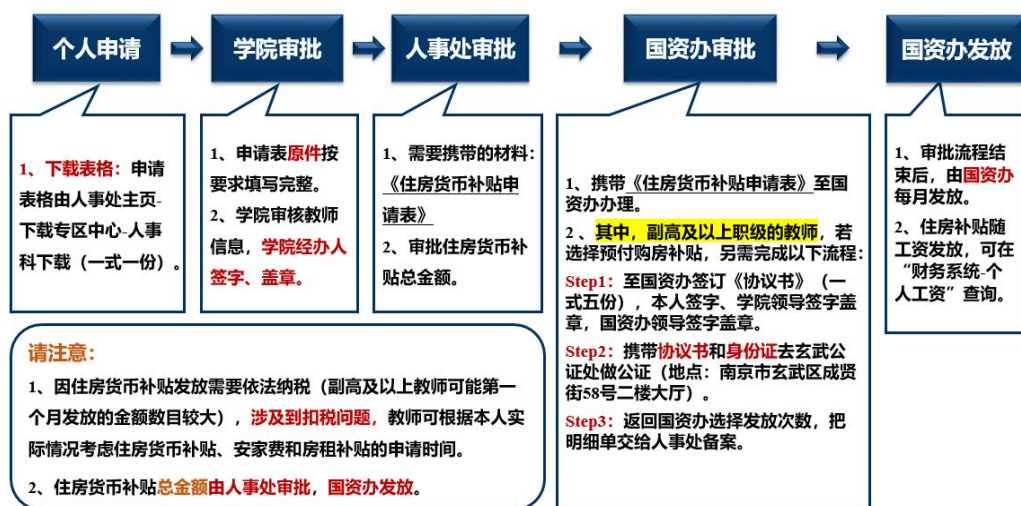 个人申请
学院审批
人事处审批
国资办审批
国资办发放
1、下载表格：申请
表格由人事处主页-
下载专区中心-人事
科下载（一式一份）。
1、申请表原件按
要求填写完整。
2、学院审核教师
信息，学院经办人
签字、盖章。
1、需要携带的材料：
《住房货币补贴申
请表》
2、审批住房货币补
贴总金额。
1、携带《住房货币补贴申请表》至国
资办办理。
2 、其中，副高及以上职级的教师，若
选择预付购房补贴，另需完成以下流程：
Step1：至国资办签订《协议书》（一
式五份），本人签字、学院领导签字盖
章，国资办领导签字盖章。
Step2：携带协议书和身份证去玄武公
证处做公证（地点：南京市玄武区成贤
街58号二楼大厅）。
Step3：返回国资办选择发放次数，把
明细单交给人事处备案。
1、审批流程结
束后，由国资办
每月发放。
2、住房补贴随
工资发放，可在
“财务系统-个
人工资”查询。
请注意：
1、因住房货币补贴发放需要依法纳税（副高及以上教师可能第一
个月发放的金额数目较大），涉及到扣税问题，教师可根据本人实
际情况考虑住房货币补贴、安家费和房租补贴的申请时间。
2、住房货币补贴总金额由人事处审批，国资办发放。